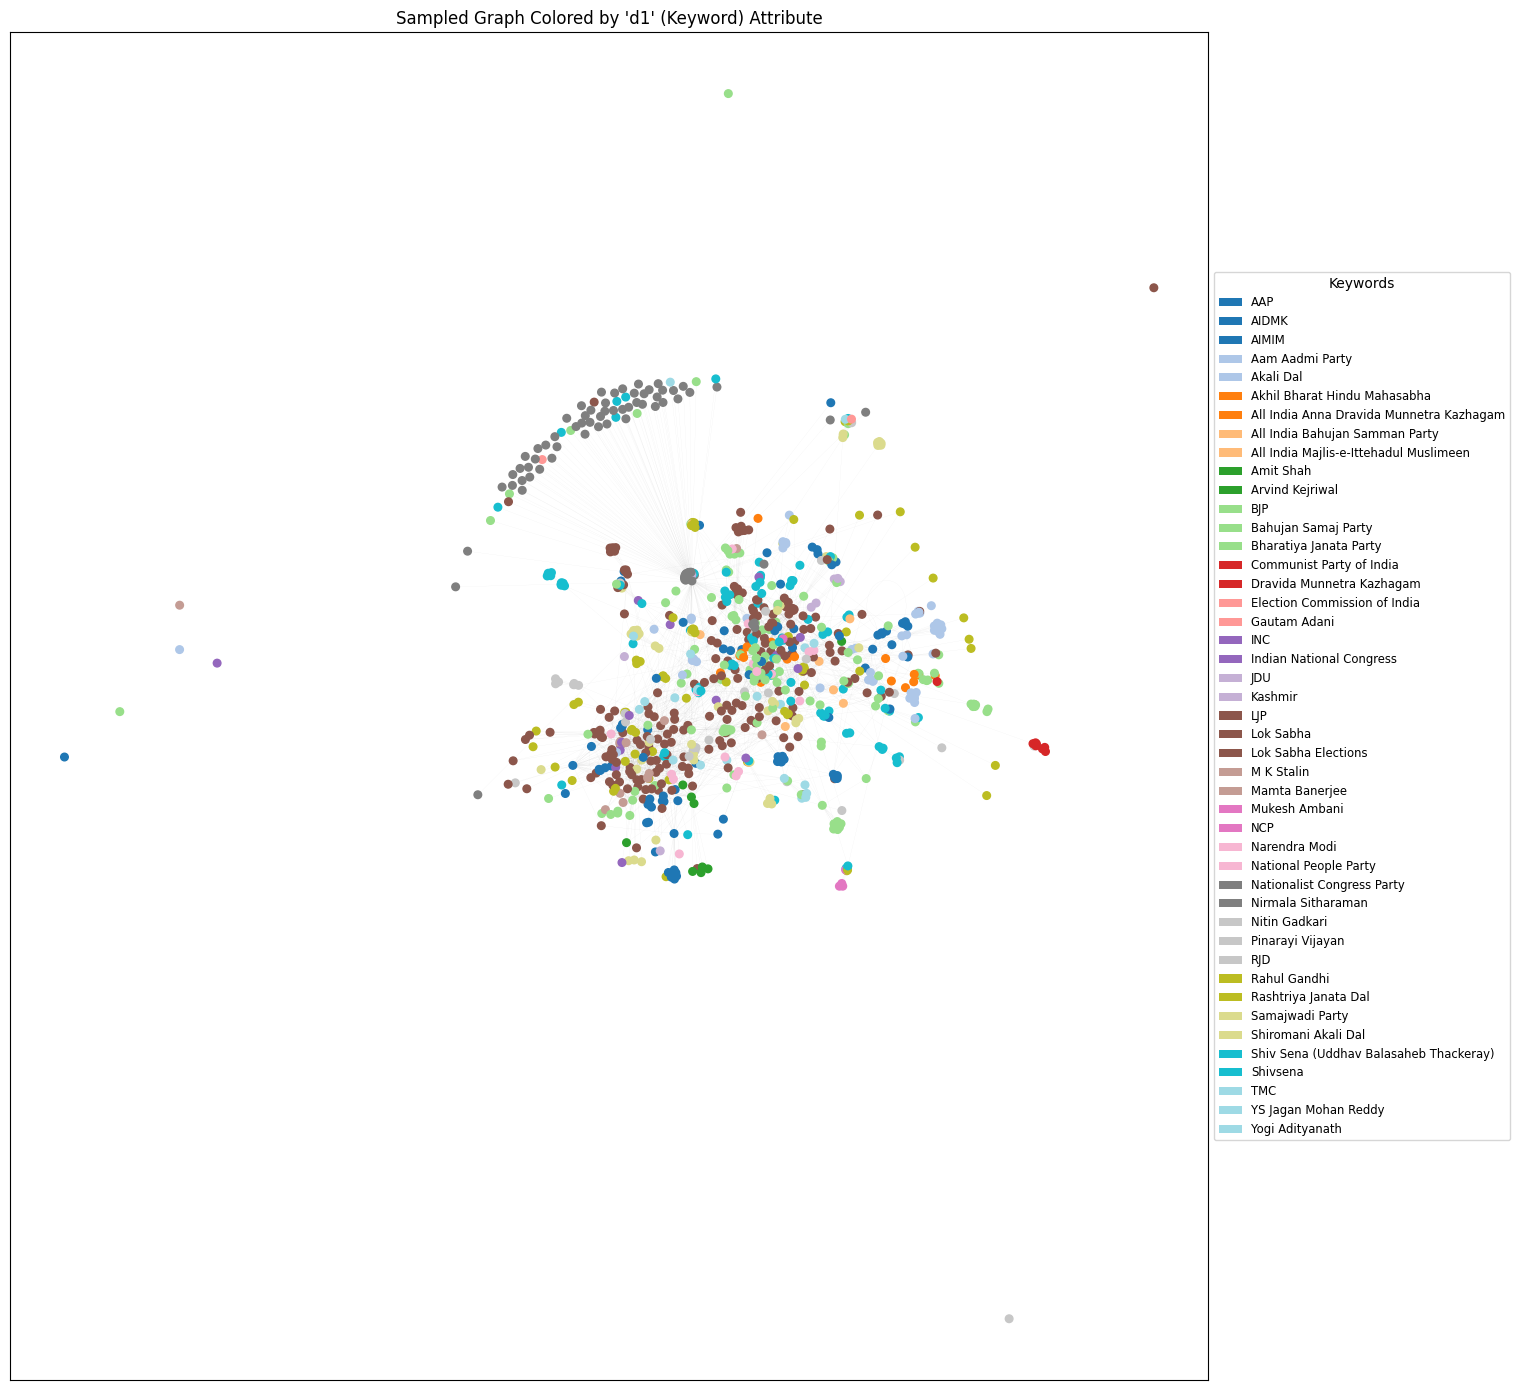 Sampled Graph Colored by 'd1' (Keyword) Attribute
Keywords
AAP
AIDMK
AIMIM
Aam Aadmi Party
Akali Dal
Akhil Bharat Hindu Mahasabha
All India Anna Dravida Munnetra Kazhagam
All India Bahujan Samman Party
All India Majlis-e-Ittehadul Muslimeen
Amit Shah
Arvind Kejriwal
BJP
Bahujan Samaj Party
Bharatiya Janata Party
Communist Party of India
Dravida Munnetra Kazhagam
Election Commission of India
Gautam Adani
INC
Indian National Congress
JDU
Kashmir
LJP
Lok Sabha
Lok Sabha Elections
M K Stalin
Mamta Banerjee
Mukesh Ambani
NCP
Narendra Modi
National People Party
Nationalist Congress Party
Nirmala Sitharaman
Nitin Gadkari
Pinarayi Vijayan
RJD
Rahul Gandhi
Rashtriya Janata Dal
Samajwadi Party
Shiromani Akali Dal
Shiv Sena (Uddhav Balasaheb Thackeray)
Shivsena
TMC
YS Jagan Mohan Reddy
Yogi Adityanath